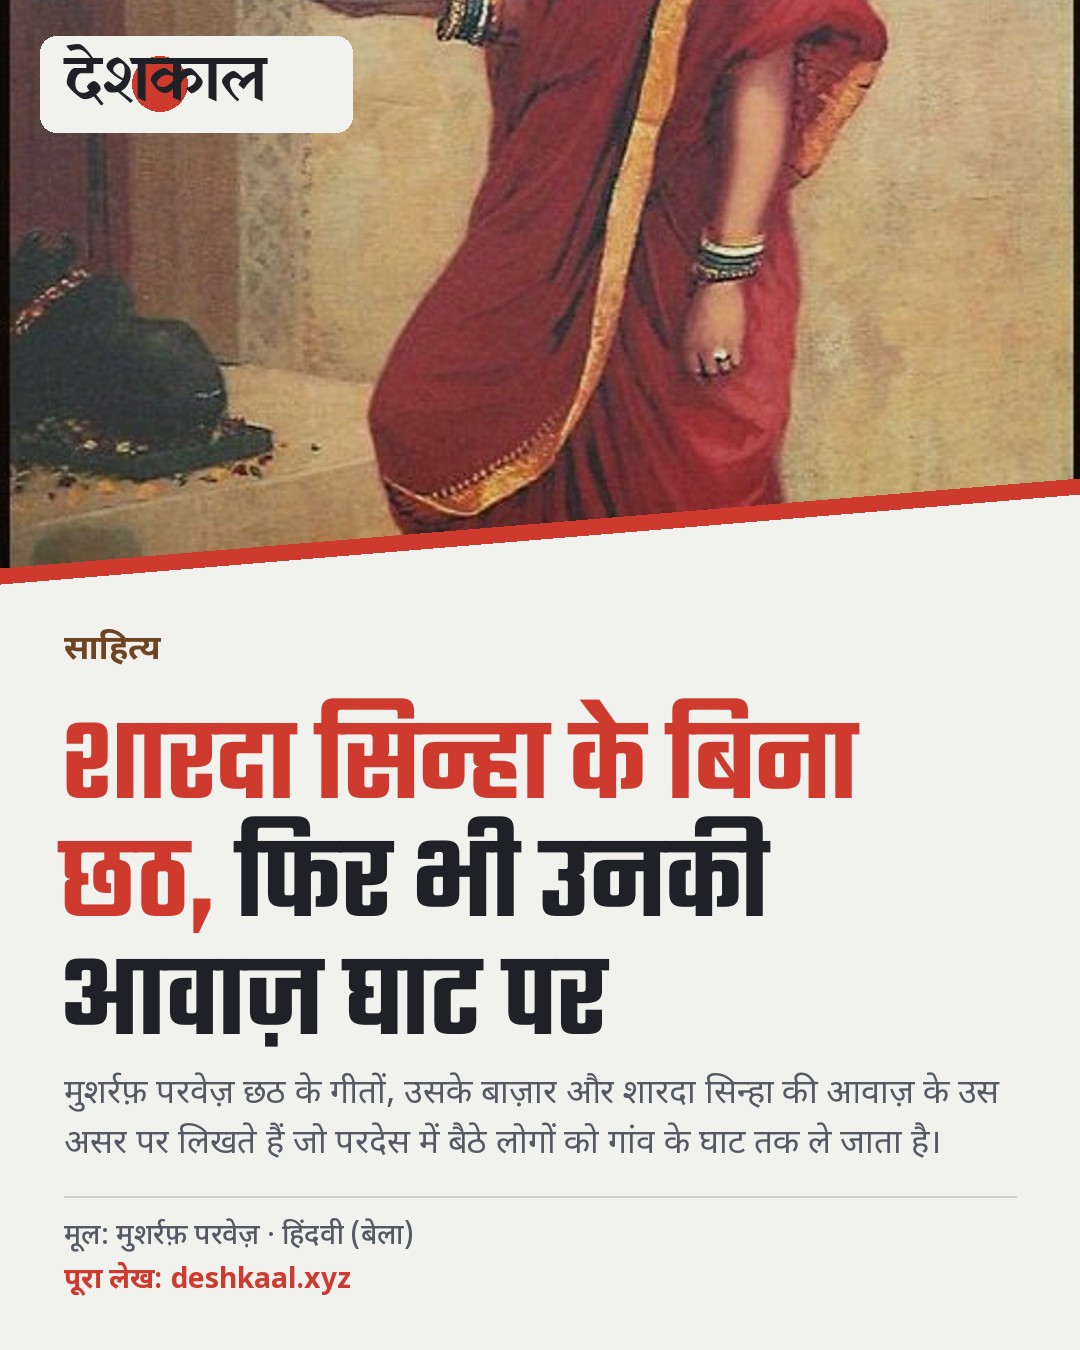 देशकाल
साहित्य
शारदा सिन्हा के बिना
छठ, फिर भी उनकी
आवाज़ घाट पर
मुशर्रफ़ परवेज़ छठ के गीतों, उसके बाज़ार और शारदा सिन्हा की आवाज़ के उस
असर पर लिखते हैं जो परदेस में बैठे लोगों को गांव के घाट तक ले जाता है।
मूल: मुशर्रफ़ परवेज़ · हिंदवी (बेला)
पूरा लेख: deshkaal.xyz